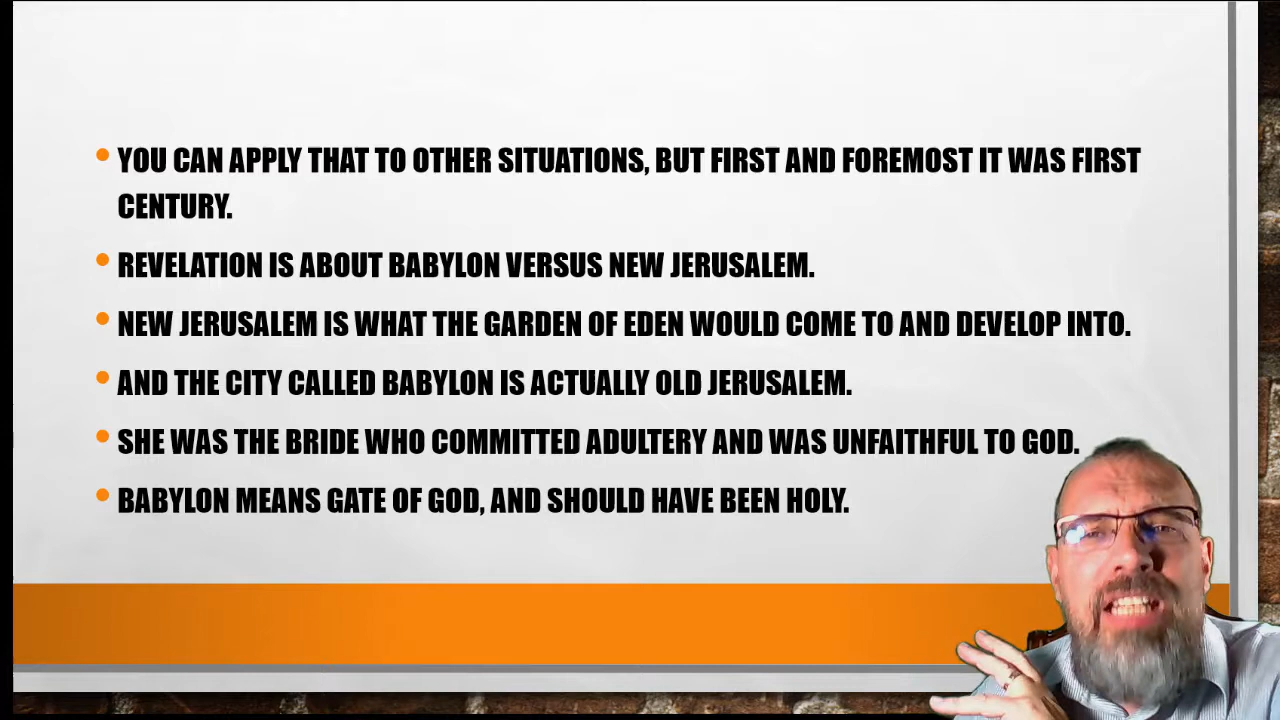 YOU CAN APPLY THAT TO OTHER SITUATIONS, BUT FIRST AND FOREMOST IT WAS FIRST
CENTURY.
REVELATION IS ABOUT BABYLON VERSUS NEW JERUSALEM.
NEW JERUSALEM IS WHAT THE GARDEN OF EDEN WOULD COME TO AND DEVELOP INTO.
AND THE CITY CALLED BABYLON IS ACTUALLY OLD JERUSALEM.
SHE WAS THE BRIDE WHO COMMITTED ADULTERY AND WAS UNFAITHFUL TO GOD.
BABYLON MEANS GATE OF GOD, AND SHOULD HAVE BEEN HOLY.